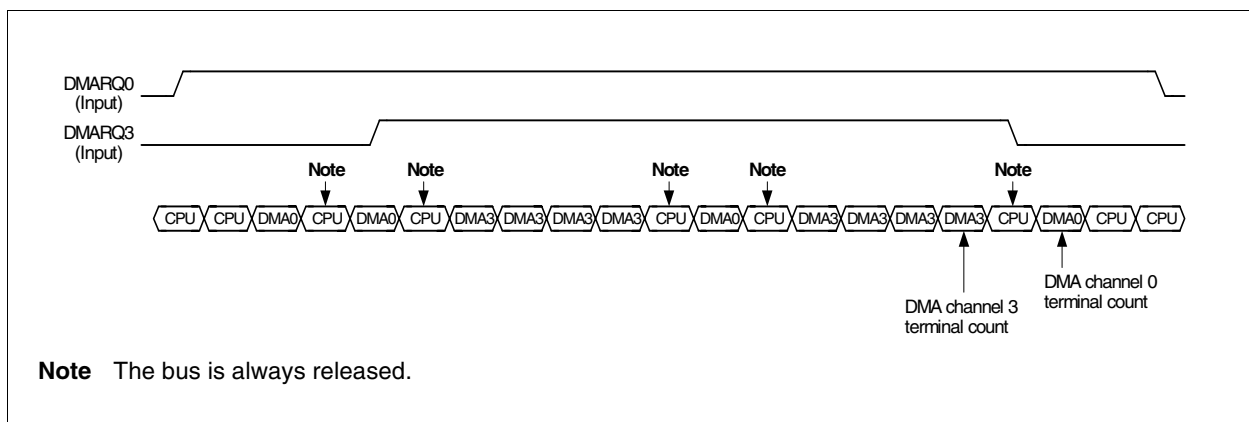 DMARQ0
(Input)
DMARQ3
(Input)
Note Note Note Note Note
CPU CPU DMA0 CPU DMA0 CPU DMA3 DMA3 DMA3 DMA3 CPU DMA0 CPU DMA3 DMA3 DMA3 DMA3 CPU DMA0 CPU CPU
DMA channel 3
terminal count
DMA channel 0
terminal count
Note The bus is always released.